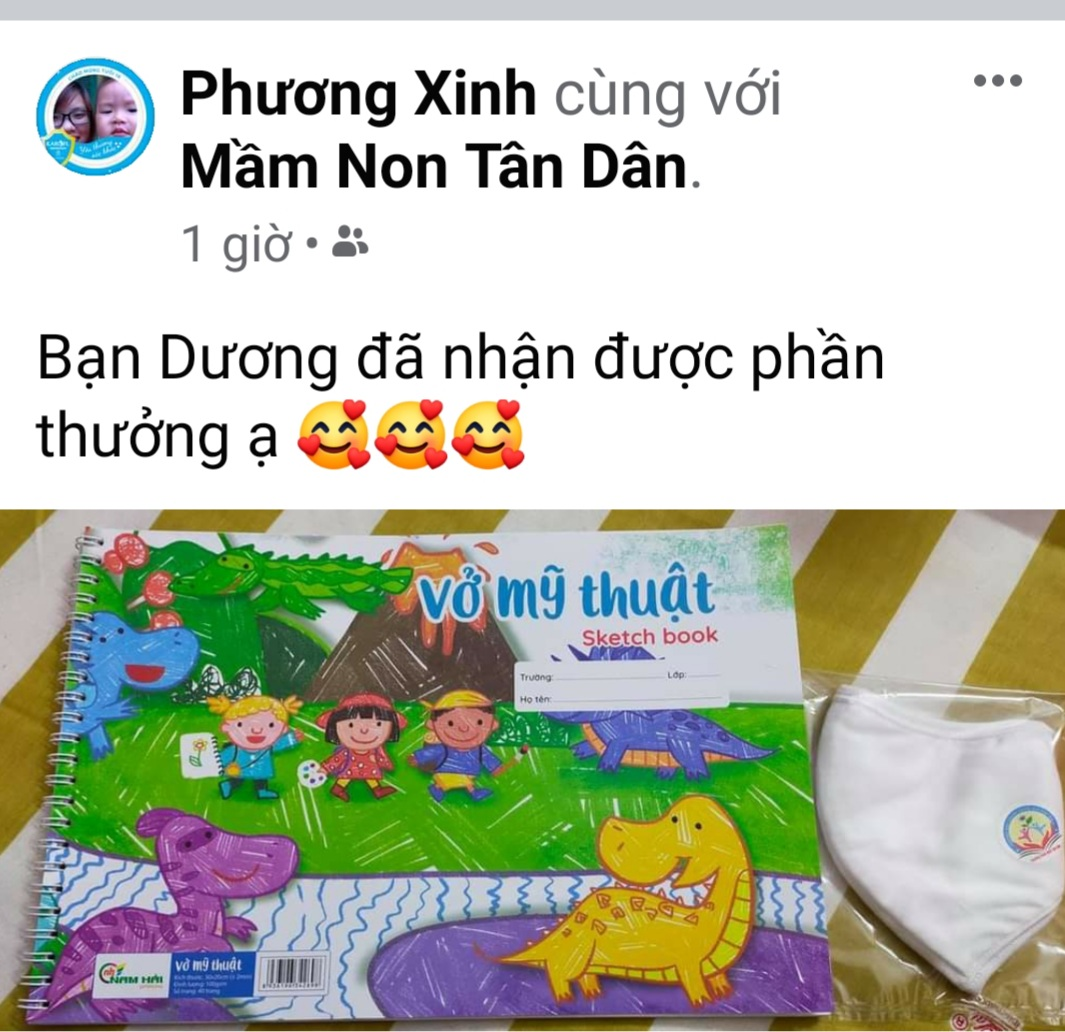 Phương Xinh cùng với
Mầm Non Tân Dân.
1 giờ
Bạn Dương đã nhận được phần
thưởng ạ 🥰🥰🥰
Vở mỹ thuật
Sketch book
Trường: Lớp:
Họ tên:
NAM HẢI
Vở mỹ thuật